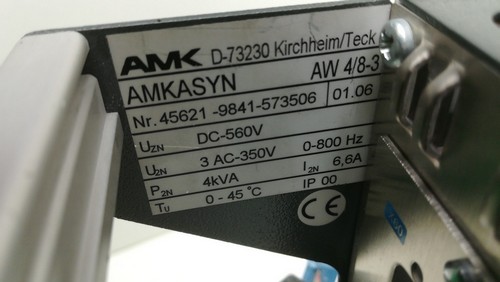 AMK D-73230 Kirchheim/Teck
AMKASYN AW 4/8-3
Nr. 45621 -9841-573506 01.06
UZN DC-560V
U2N 3 AC-350V 0-800 Hz
P2N 4kVA I2N 6,6A
TU 0 - 45 °C IP 00
CE